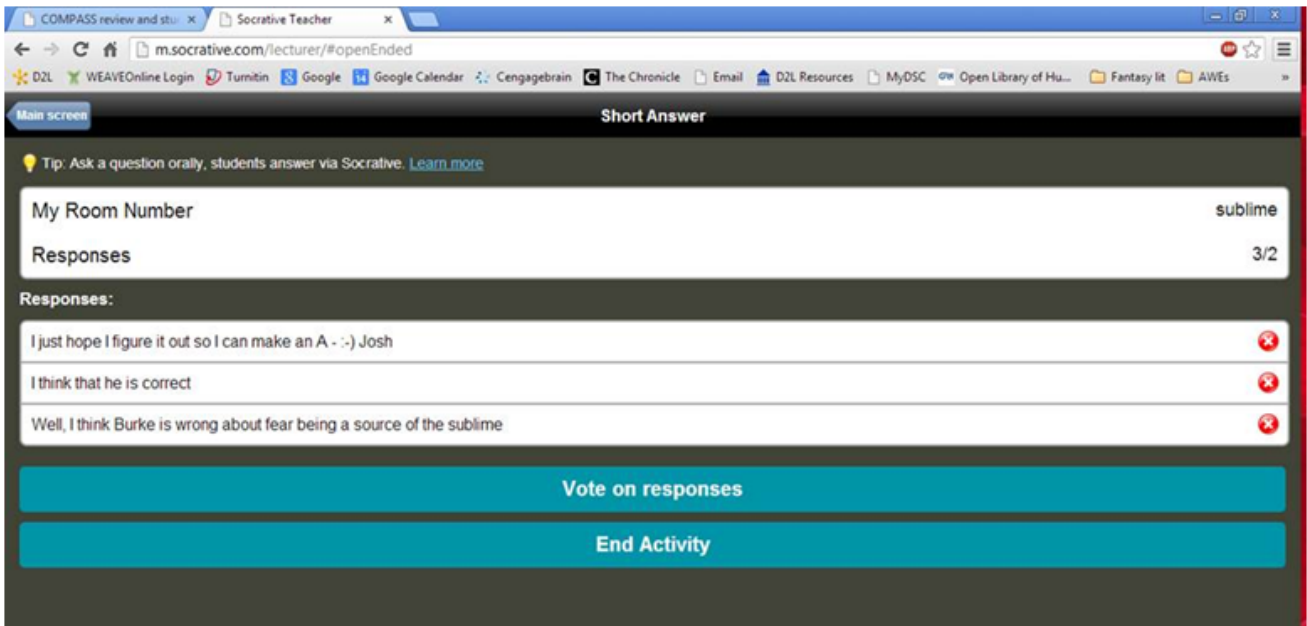 COMPASS review and stu
Socrative Teacher
m.socrative.com/lecturer/#openEnded
D2L WEAVEOnline Login Turnitin 8 Google 14 Google Calendar Cengagebrain C The Chronicle Email D2L Resources MyDSC Open Library of Hu... Fantasy lit AWEs »
Main screen
Short Answer
Tip: Ask a question orally, students answer via Socrative. Learn more
My Room Number sublime
Responses 3/2
Responses:
I just hope I figure it out so I can make an A - :-) Josh
I think that he is correct
Well, I think Burke is wrong about fear being a source of the sublime
Vote on responses
End Activity